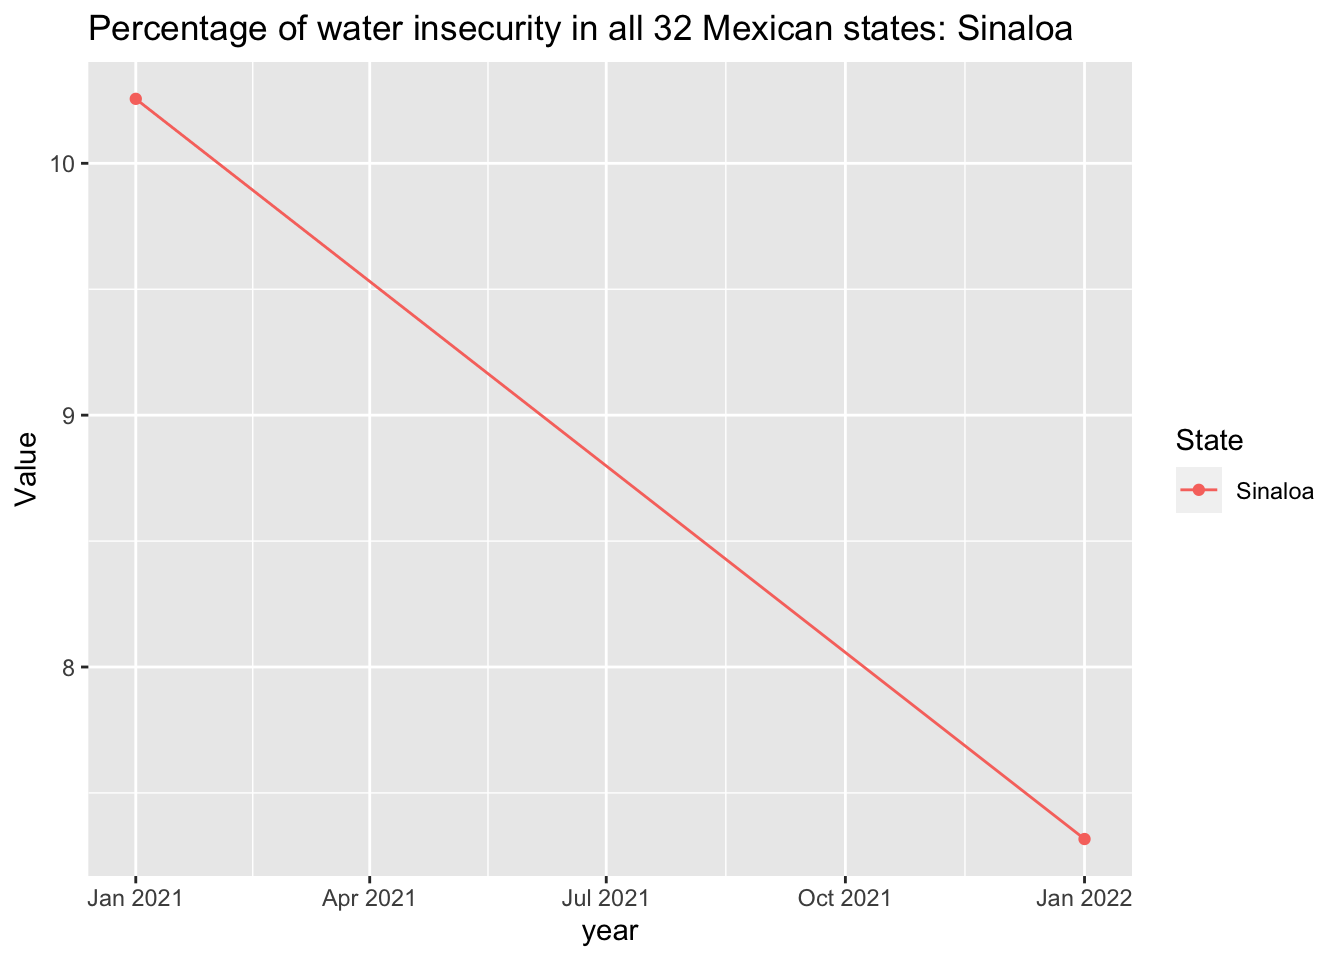 Percentage of water insecurity in all 32 Mexican states: Sinaloa
10
9
8
Value
Jan 2021
Apr 2021
Jul 2021
Oct 2021
Jan 2022
year
State
Sinaloa